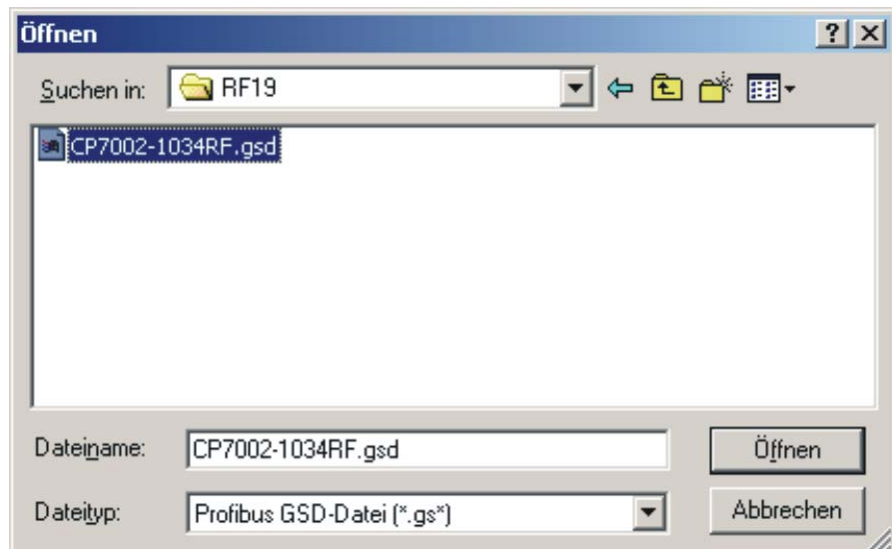 Öffnen
Suchen in: RF19
CP7002-1034RF.gsd
Dateiname: CP7002-1034RF.gsd Öffnen
Dateityp: Profibus GSD-Datei (*.gs*) Abbrechen